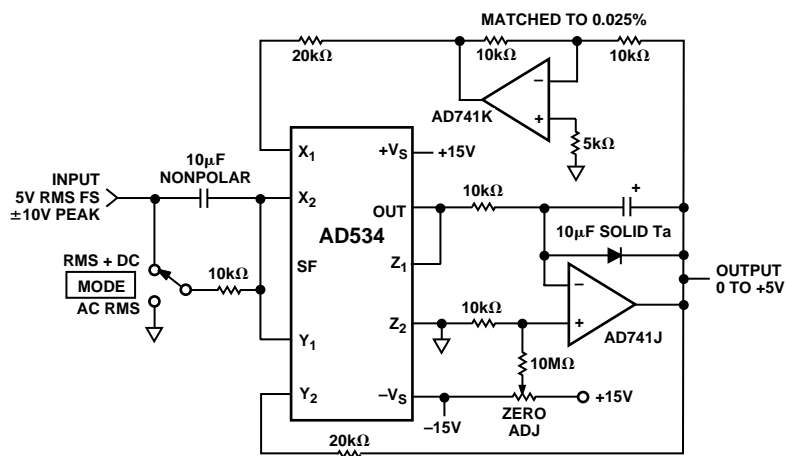 MATCHED TO 0.025%
20kΩ
10kΩ
10kΩ
–
+
AD741K
5kΩ
10µF
NONPOLAR
INPUT
5V RMS FS
±10V PEAK
X1
+VS
+15V
X2
OUT
10kΩ
+
10µF SOLID Ta
AD534
SF
Z1
RMS + DC
MODE
AC RMS
10kΩ
–
+
AD741J
OUTPUT
0 TO +5V
Y1
Z2
10kΩ
10MΩ
Y2
–VS
–15V
ZERO
ADJ
+15V
20kΩ